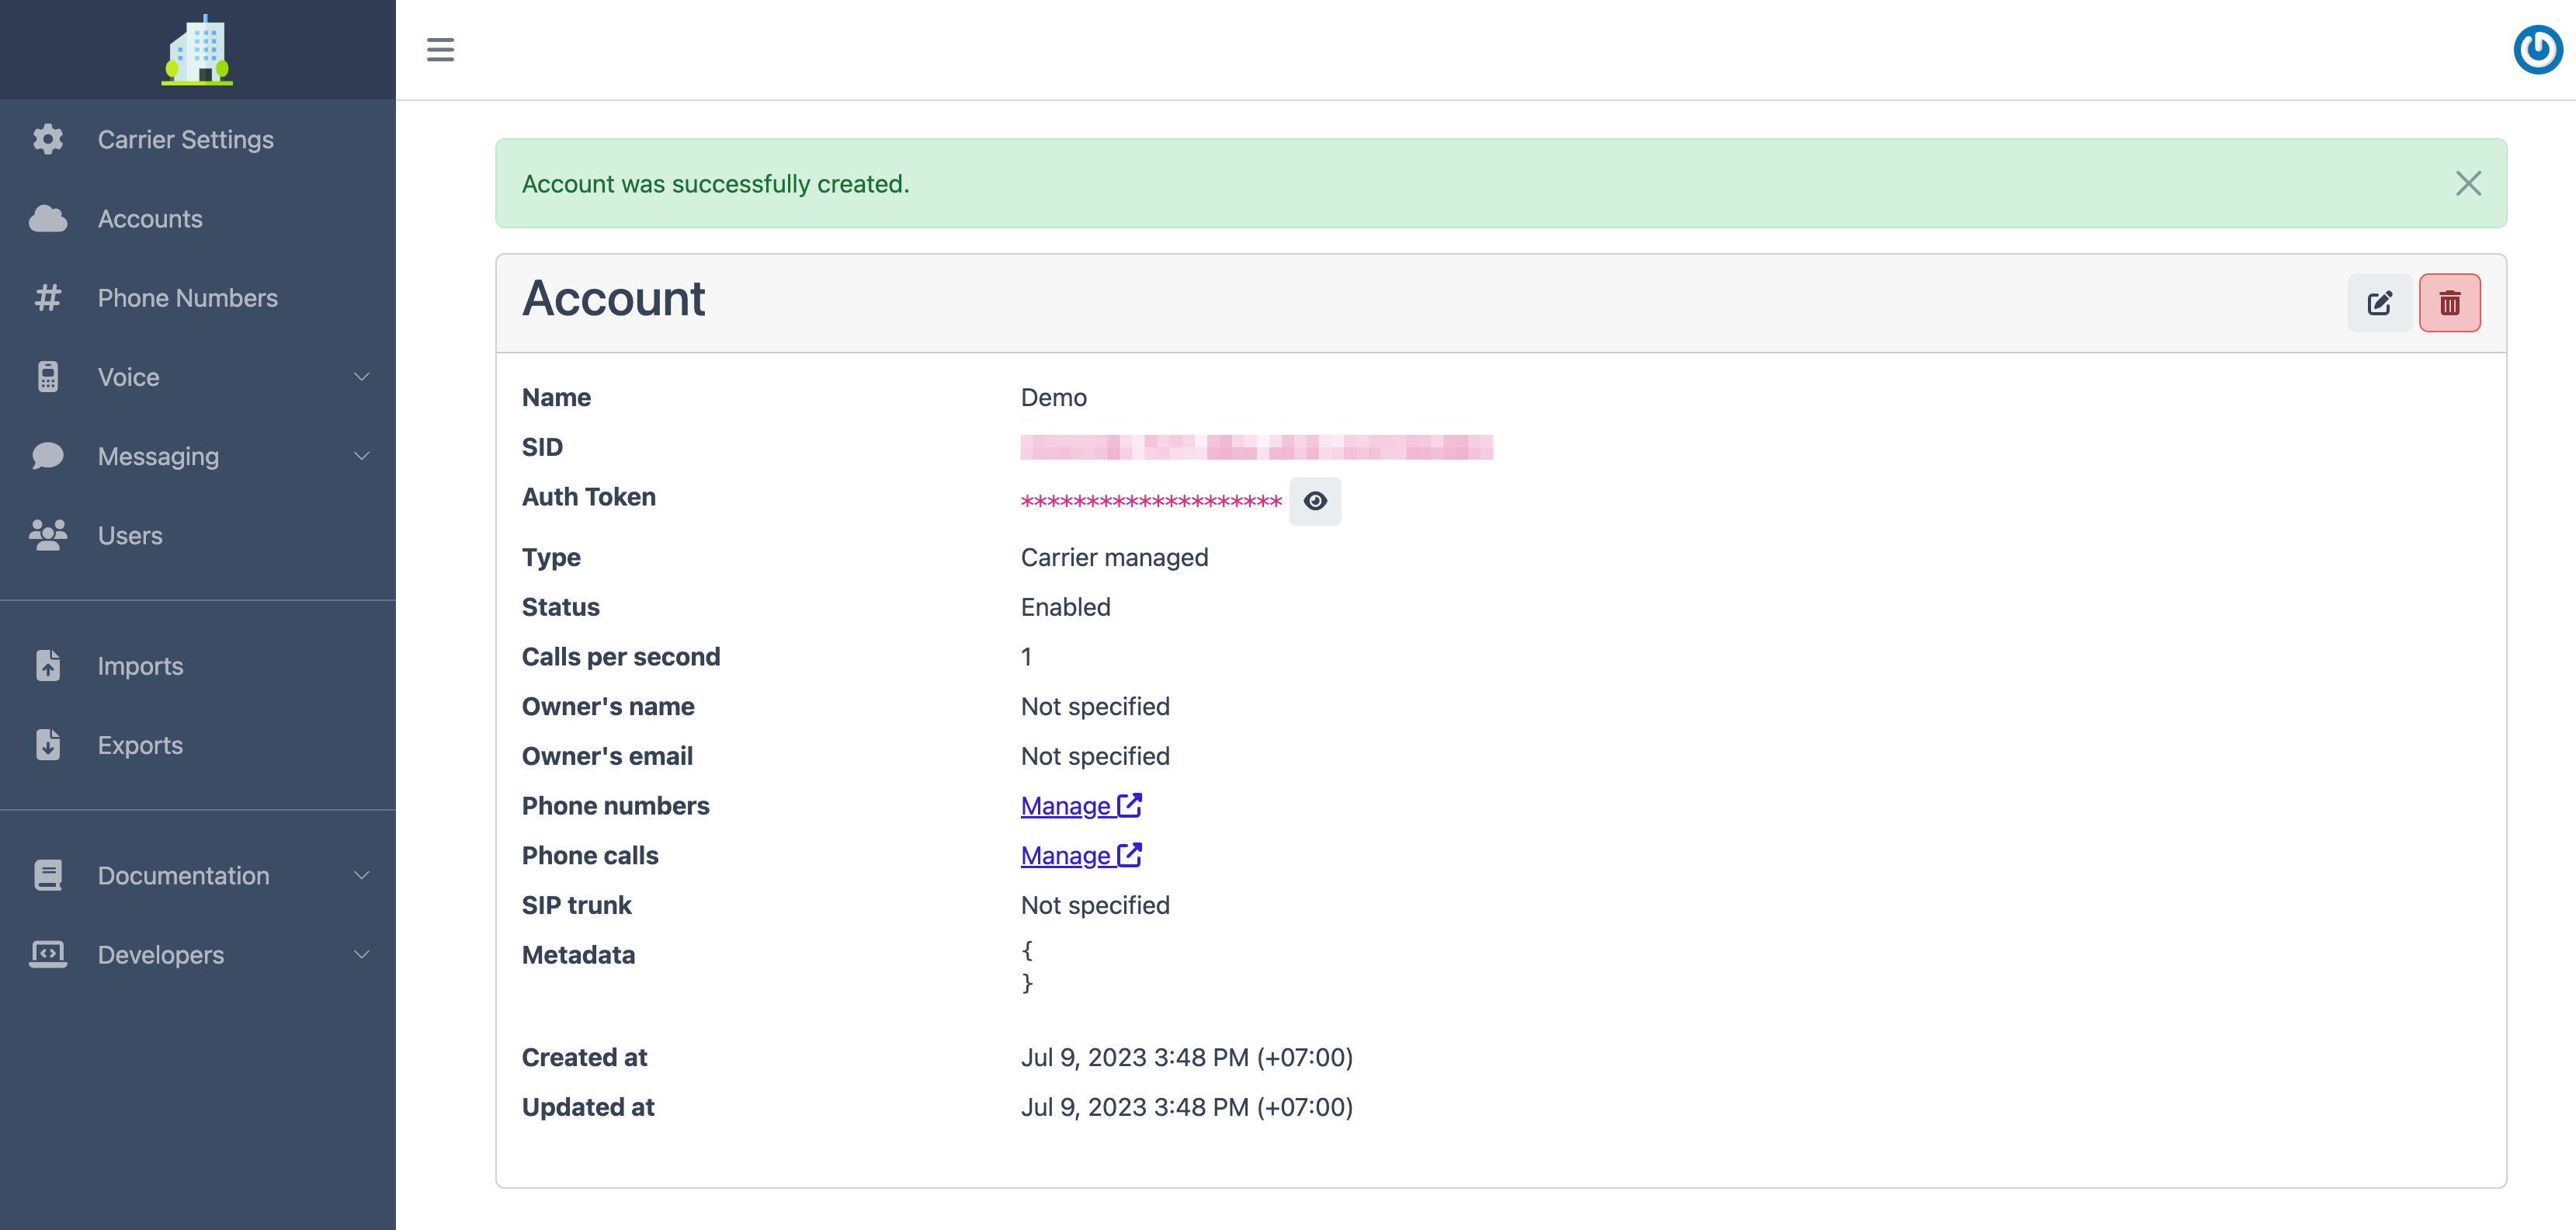 Carrier Settings
Accounts
Phone Numbers
Voice
Messaging
Users
Imports
Exports
Documentation
Developers
Account was successfully created.
Account
Name Demo
SID
Auth Token ********************
Type Carrier managed
Status Enabled
Calls per second 1
Owner's name Not specified
Owner's email Not specified
Phone numbers Manage
Phone calls Manage
SIP trunk Not specified
Metadata {
}
Created at Jul 9, 2023 3:48 PM (+07:00)
Updated at Jul 9, 2023 3:48 PM (+07:00)